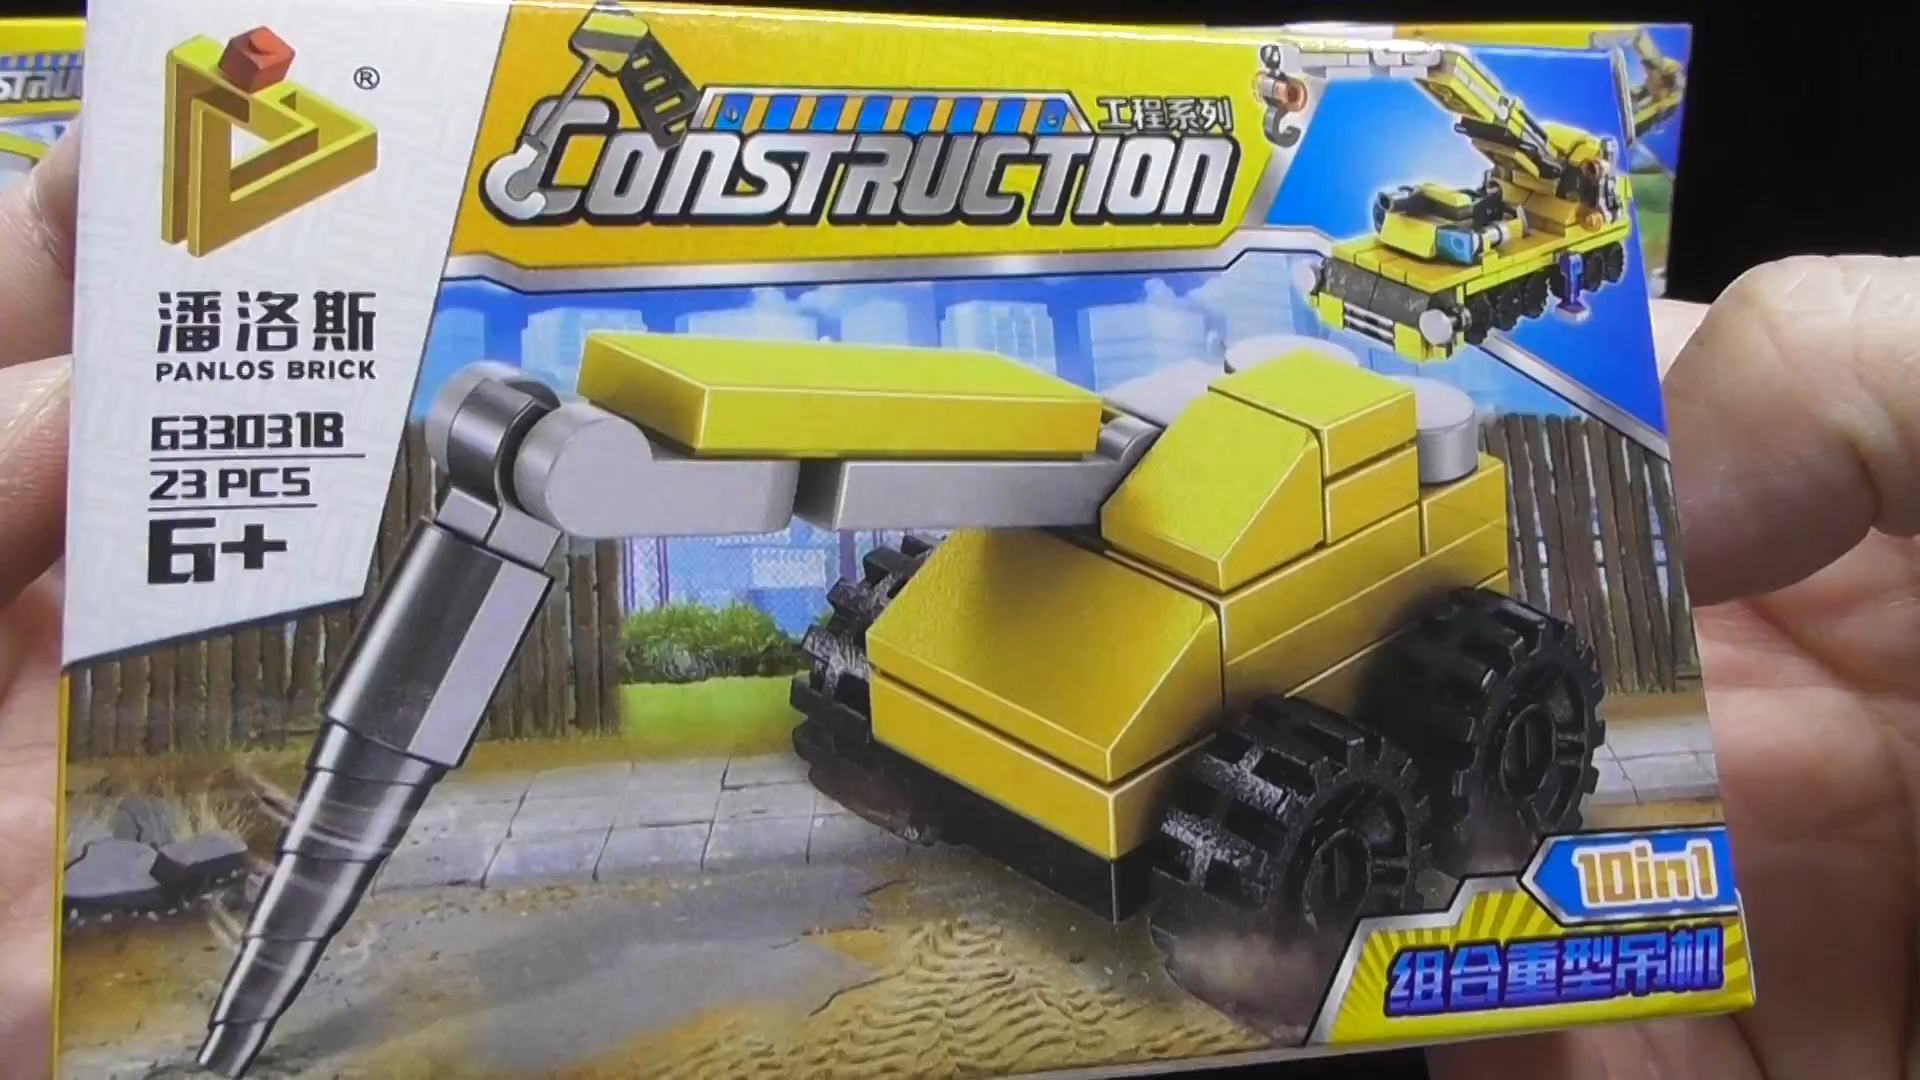 ®
潘洛斯
PANLOS BRICK
633031B
23 PCS
6+
工程系列
CONSTRUCTION
10in1
组合重型吊机